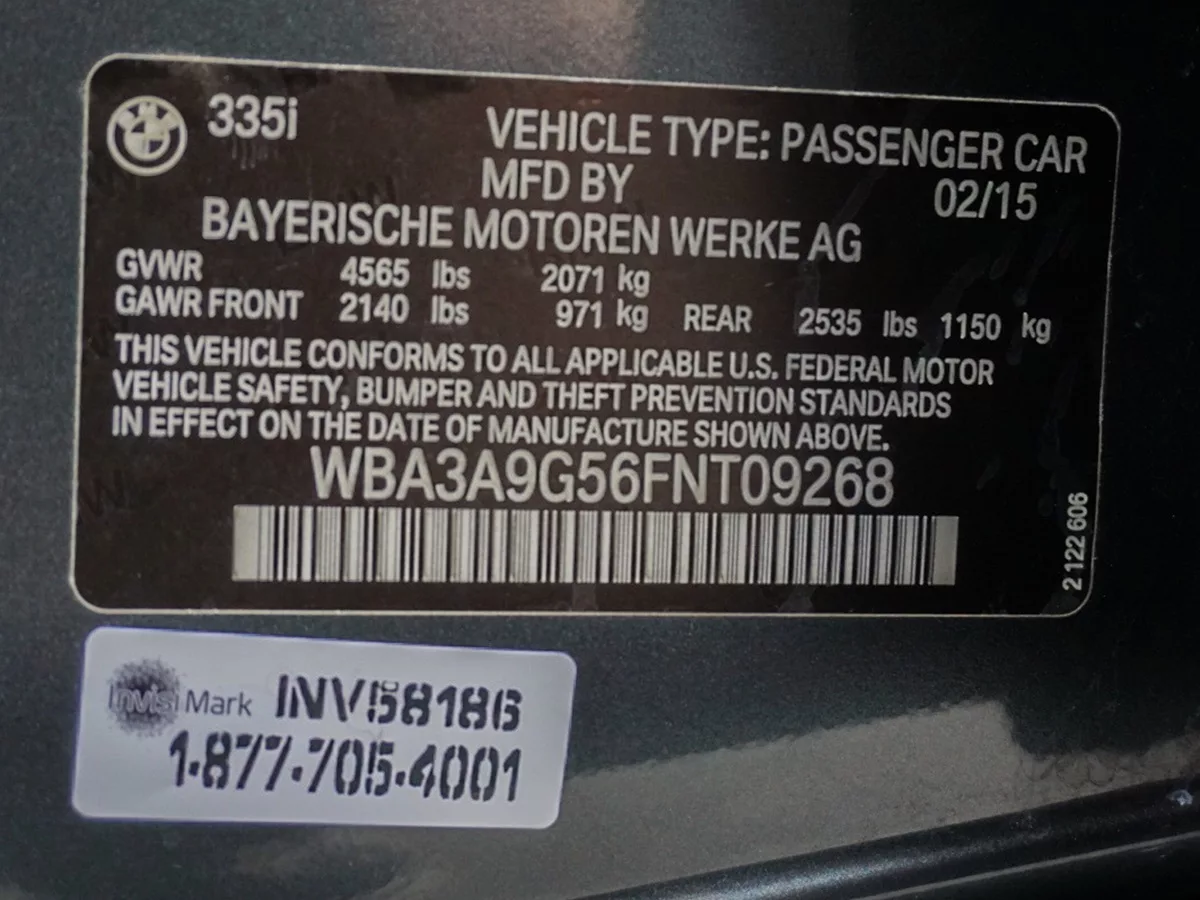 335i
VEHICLE TYPE: PASSENGER CAR
MFD BY 02/15
BAYERISCHE MOTOREN WERKE AG
GVWR 4565 lbs 2071 kg
GAWR FRONT 2140 lbs 971 kg REAR 2535 lbs 1150 kg
THIS VEHICLE CONFORMS TO ALL APPLICABLE U.S. FEDERAL MOTOR
VEHICLE SAFETY, BUMPER AND THEFT PREVENTION STANDARDS
IN EFFECT ON THE DATE OF MANUFACTURE SHOWN ABOVE.
WBA3A9G56FNT09268
2 122 606
InvisiMark INV58186
1-877-705-4001